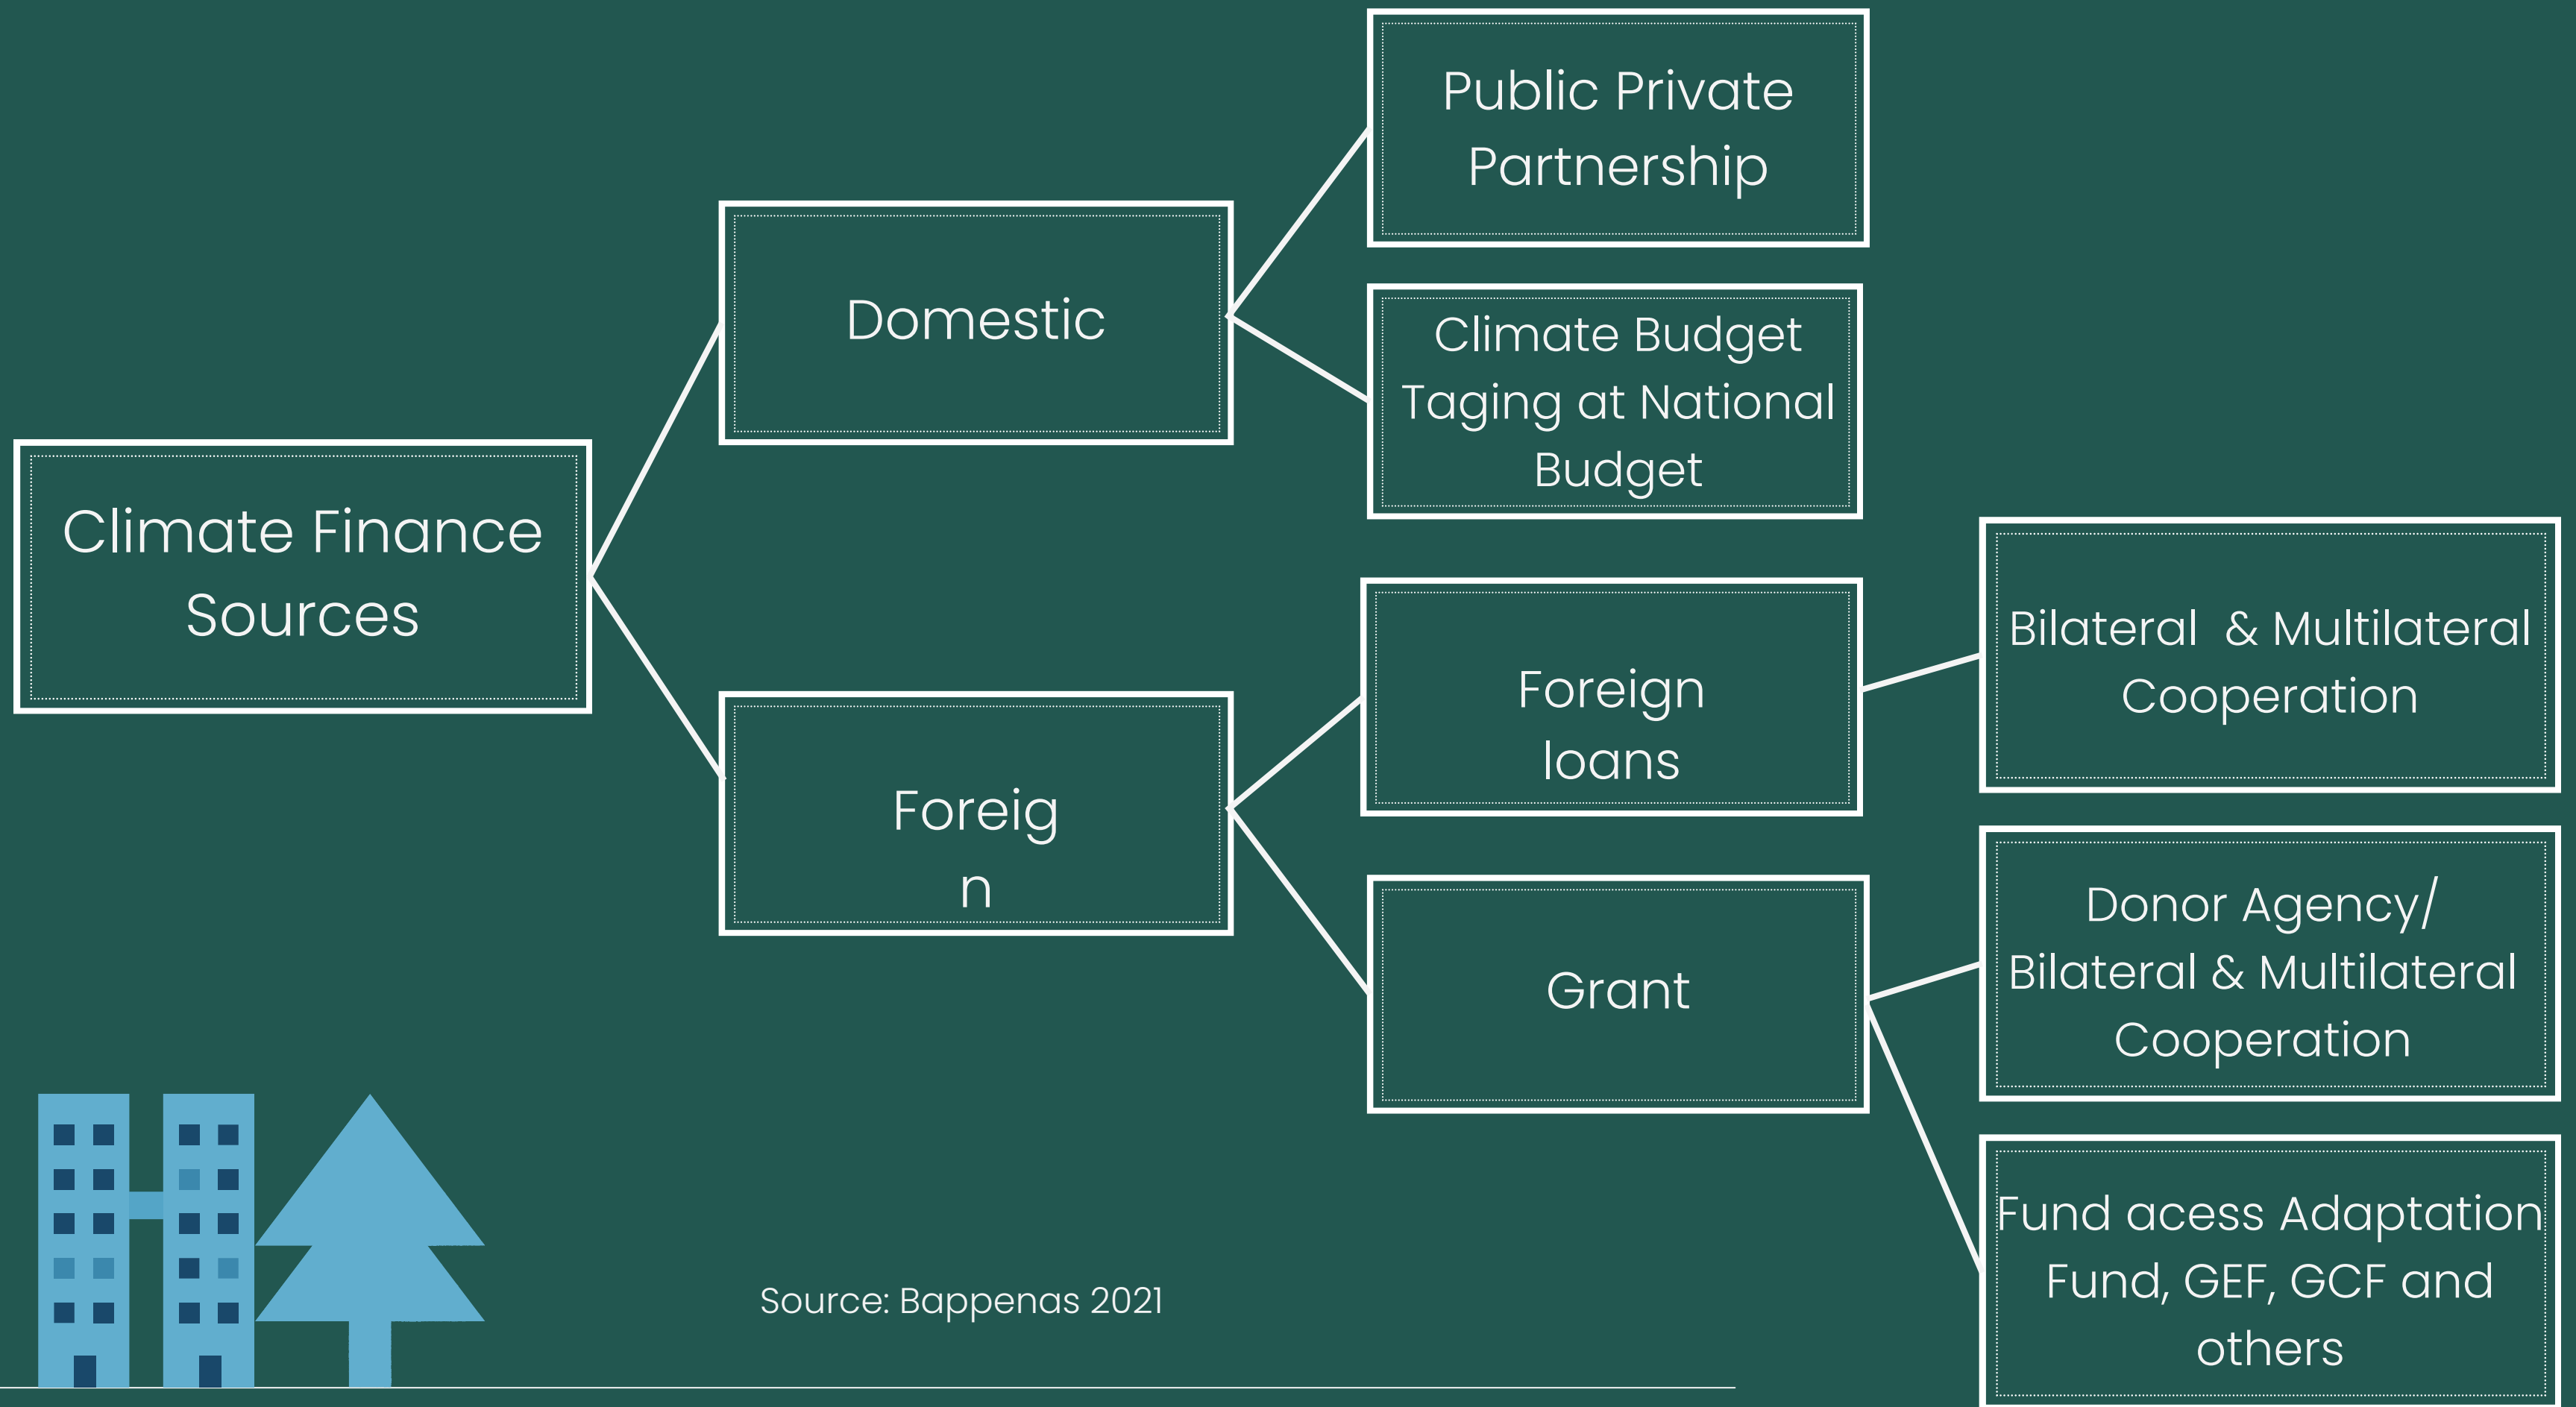 Public Private
Partnership
Domestic
Climate Budget
Taging at National
Budget
Climate Finance
Sources
Bilateral  & Multilateral
Cooperation
Foreign
loans
Foreig
n
Donor Agency/
Bilateral & Multilateral
Cooperation
Grant
Fund acess Adaptation
Fund, GEF, GCF and
others
Source: Bappenas 2021